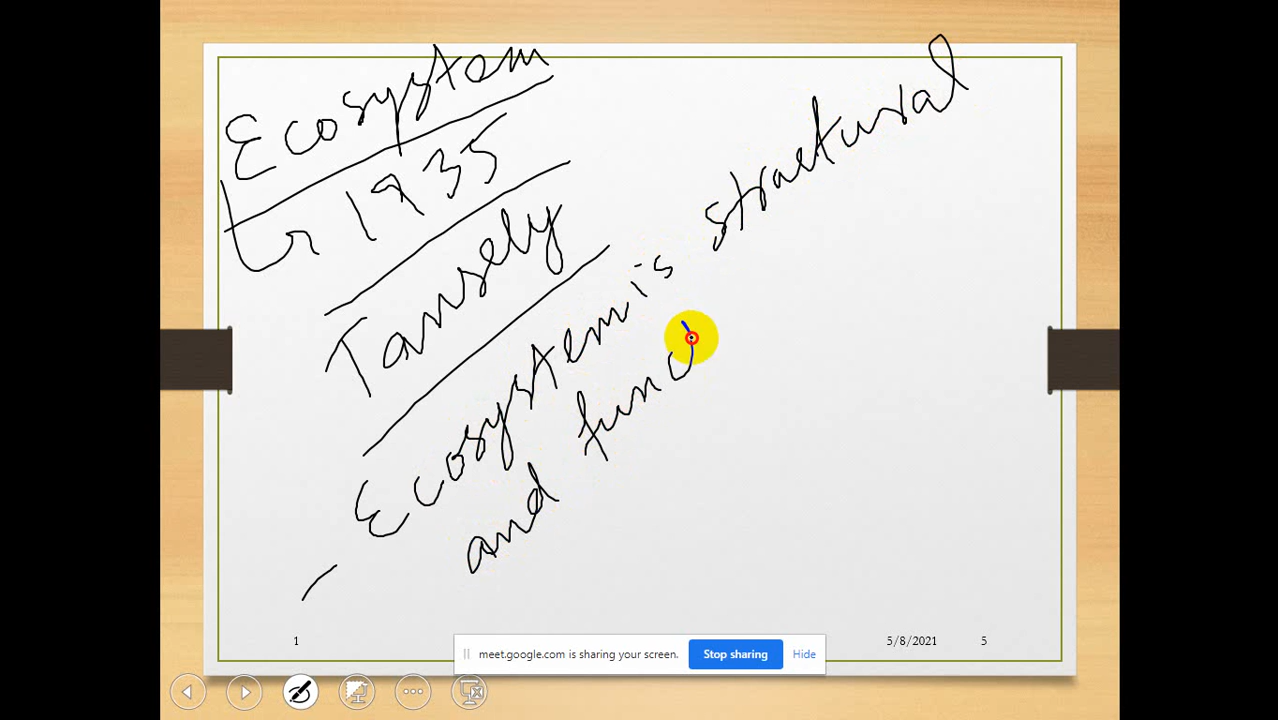 Ecosystem
1935
Tansely
Ecosystem is structural
and func
1
5/8/2021
5
meet.google.com is sharing your screen.
Stop sharing
Hide